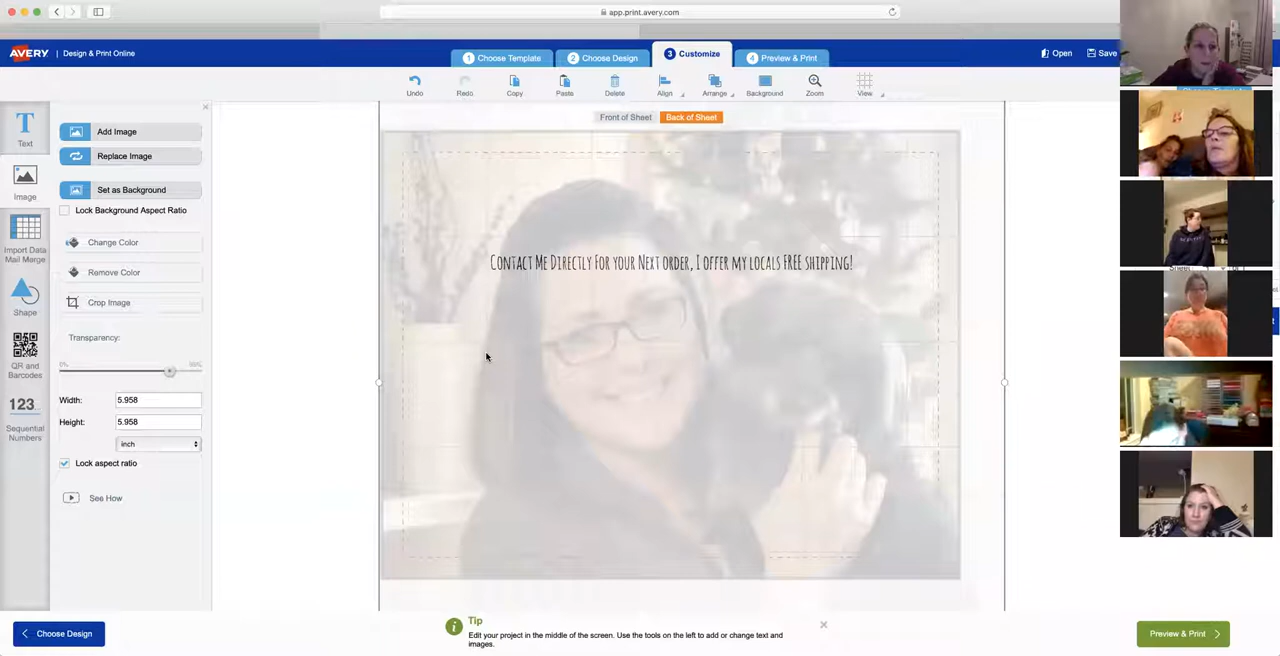 app.print.avery.com
AVERY
Design & Print Online
1 Choose Template
2 Choose Design
3 Customize
4 Preview & Print
Open
Save
Undo
Redo
Copy
Paste
Delete
Align
Arrange
Background
Zoom
View
Front of Sheet
Back of Sheet
Text
Image
Import Data
Mail Merge
Shape
QR and
Barcodes
123...
Sequential
Numbers
Add Image
Replace Image
Set as Background
Lock Background Aspect Ratio
Change Color
Remove Color
Crop Image
Transparency:
0%
Width:
5.958
Height:
5.958
inch
Lock aspect ratio
See How
Contact Me Directly For your Next order, I offer my locals FREE shipping!
Choose Design
Tip
Edit your project in the middle of the screen. Use the tools on the left to add or change text and
images.
Preview & Print